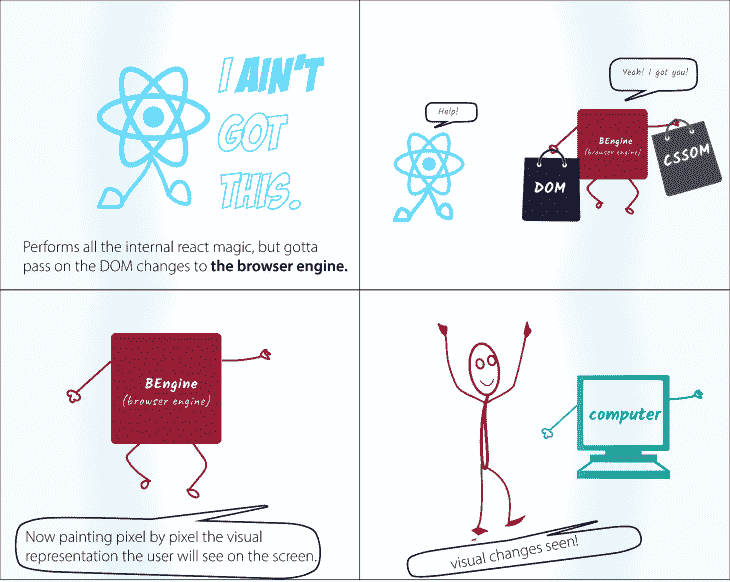 I AIN'T
GOT
THIS.
Performs all the internal react magic, but gotta
pass on the DOM changes to the browser engine.
Help!
Yeah! I got you!
BEngine
(browser engine)
DOM
CSSOM
BEngine
(browser engine)
Now painting pixel by pixel the visual
representation the user will see on the screen.
computer
visual changes seen!